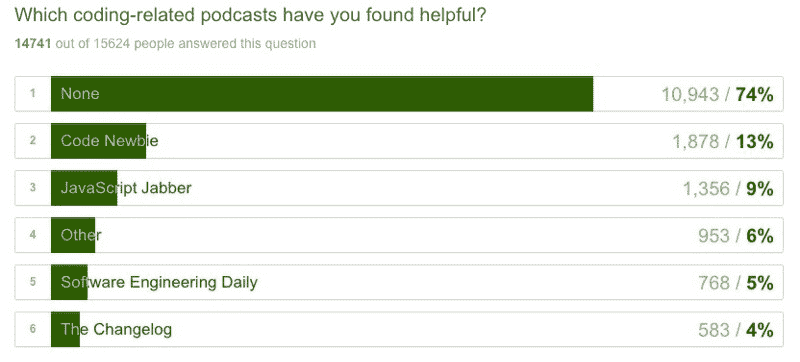 Which coding-related podcasts have you found helpful?
14741 out of 15624 people answered this question
1 None 10,943 / 74%
2 Code Newbie 1,878 / 13%
3 JavaScript Jabber 1,356 / 9%
4 Other 953 / 6%
5 Software Engineering Daily 768 / 5%
6 The Changelog 583 / 4%